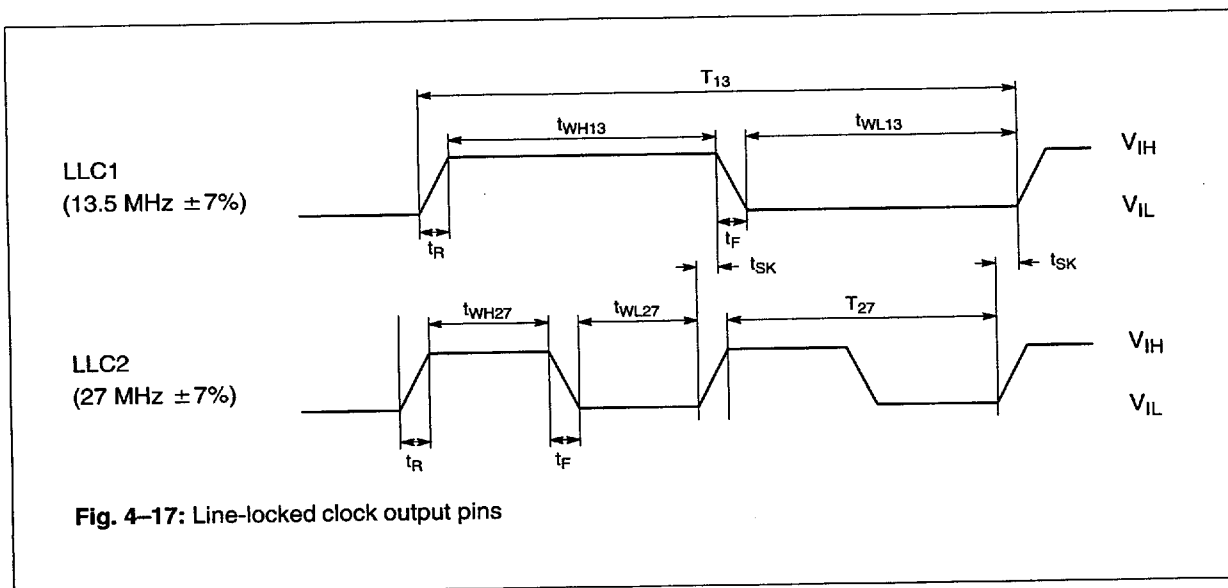 T13
tWH13
tWL13
LLC1
(13.5 MHz ±7%)
VIH
VIL
tR
tF
tSK
tSK
tWH27
tWL27
T27
LLC2
(27 MHz ±7%)
VIH
VIL
tR
tF
Fig. 4–17: Line-locked clock output pins